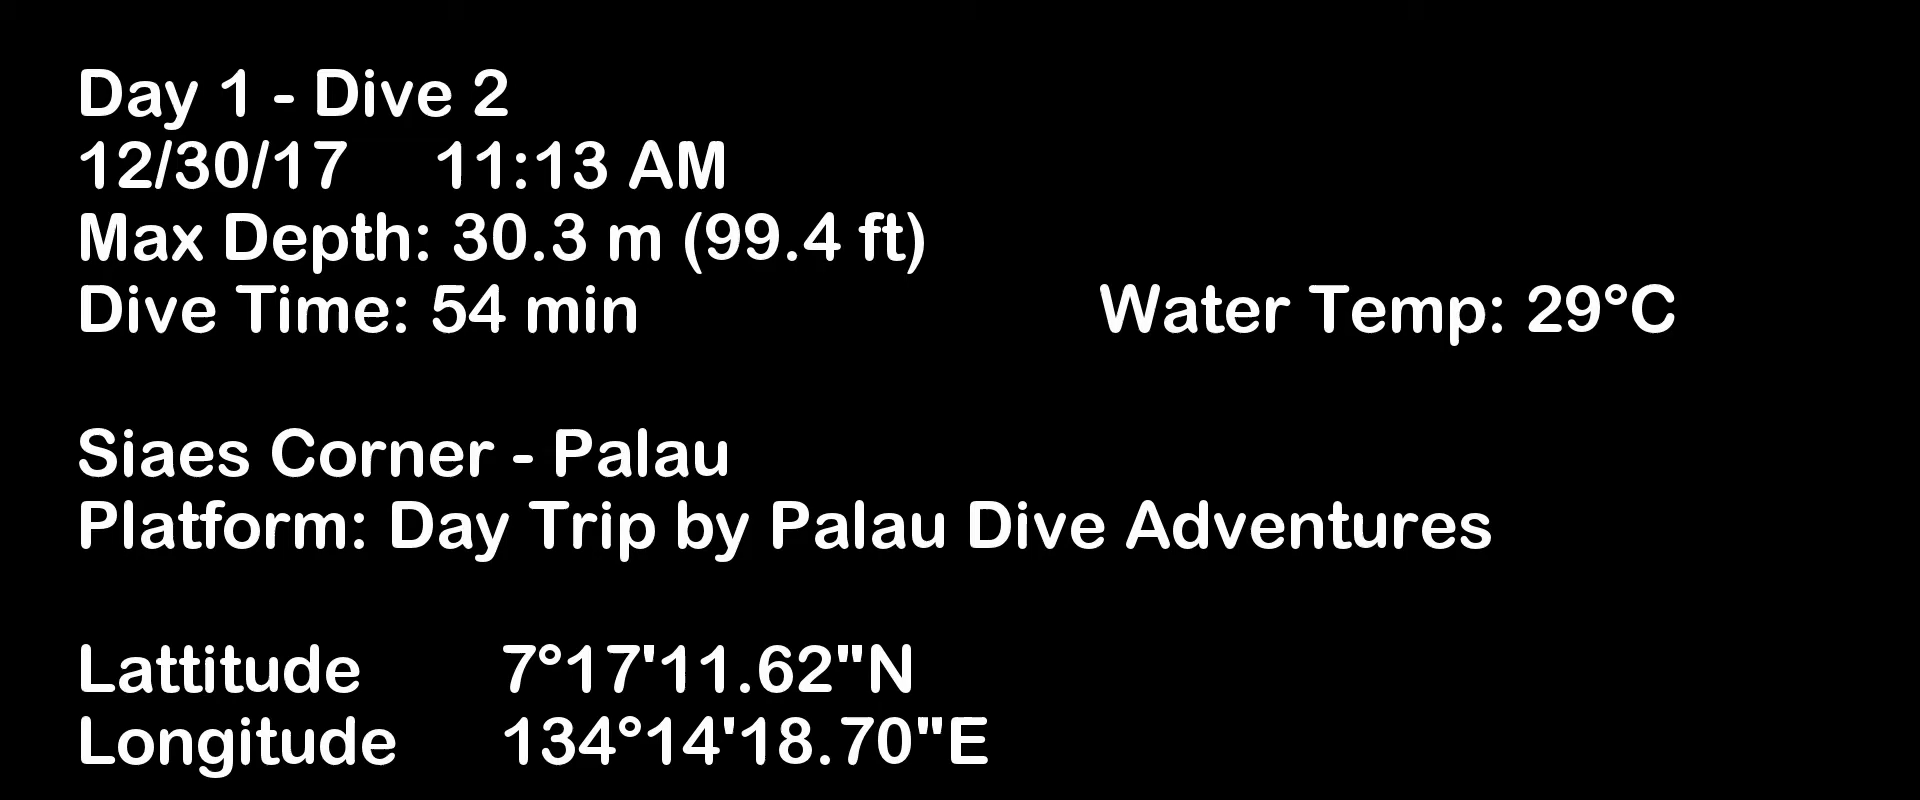 Day 1 - Dive 2
12/30/17 11:13 AM
Max Depth: 30.3 m (99.4 ft)
Dive Time: 54 min Water Temp: 29°C
Siaes Corner - Palau
Platform: Day Trip by Palau Dive Adventures
Lattitude 7°17'11.62"N
Longitude 134°14'18.70"E